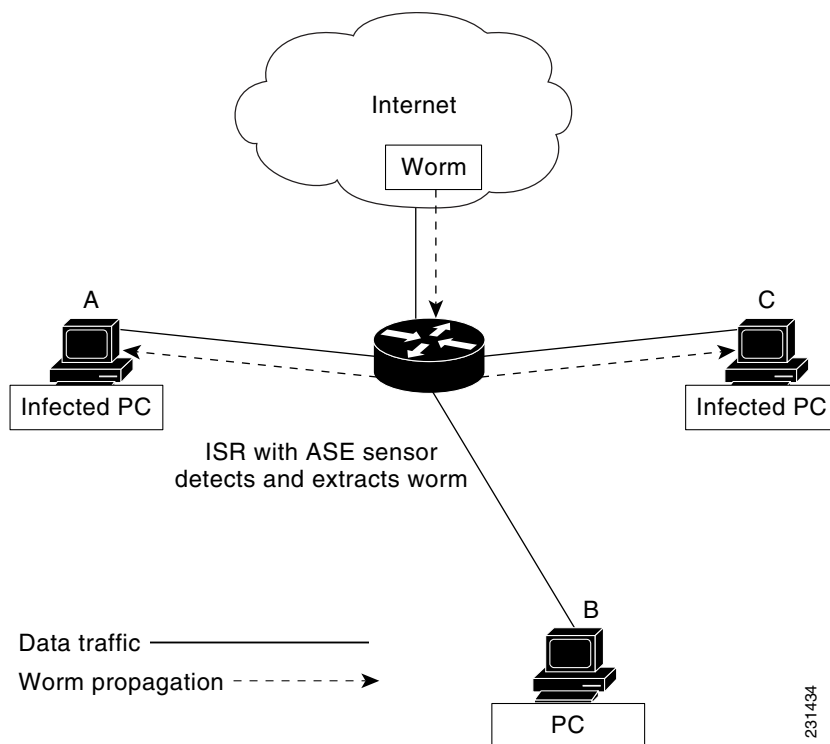 Internet
Worm
A
C
Infected PC
Infected PC
ISR with ASE sensor
detects and extracts worm
B
Data traffic
Worm propagation
PC
231434